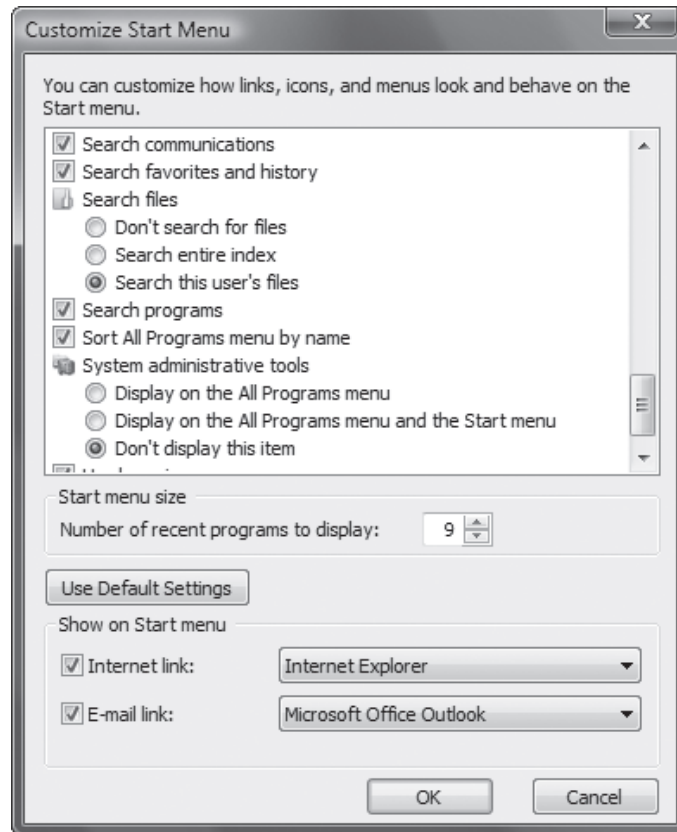 Customize Start Menu
You can customize how links, icons, and menus look and behave on the
Start menu.
Search communications
Search favorites and history
Search files
Don't search for files
Search entire index
Search this user's files
Search programs
Sort All Programs menu by name
System administrative tools
Display on the All Programs menu
Display on the All Programs menu and the Start menu
Don't display this item
Start menu size
Number of recent programs to display: 9
Use Default Settings
Show on Start menu
Internet link: Internet Explorer
E-mail link: Microsoft Office Outlook
OK Cancel